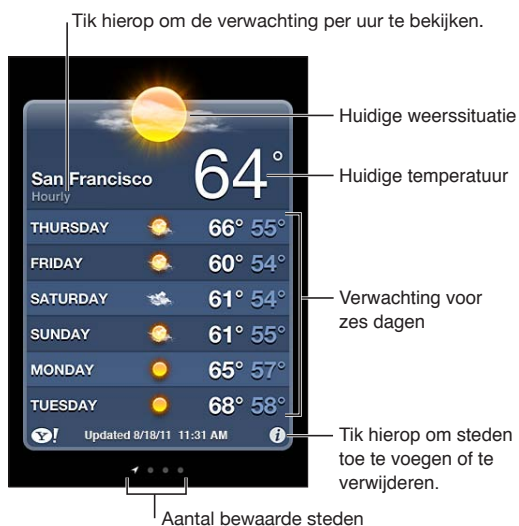 Tik hierop om de verwachting per uur te bekijken.
Huidige weerssituatie
64°
San Francisco
Hourly
Huidige temperatuur
THURSDAY 66° 55°
FRIDAY 60° 54°
SATURDAY 61° 54°
SUNDAY 61° 55°
MONDAY 65° 57°
TUESDAY 68° 58°
Verwachting voor
zes dagen
Y! Updated 8/18/11 11:31 AM i
Tik hierop om steden
toe te voegen of te
verwijderen.
Aantal bewaarde steden